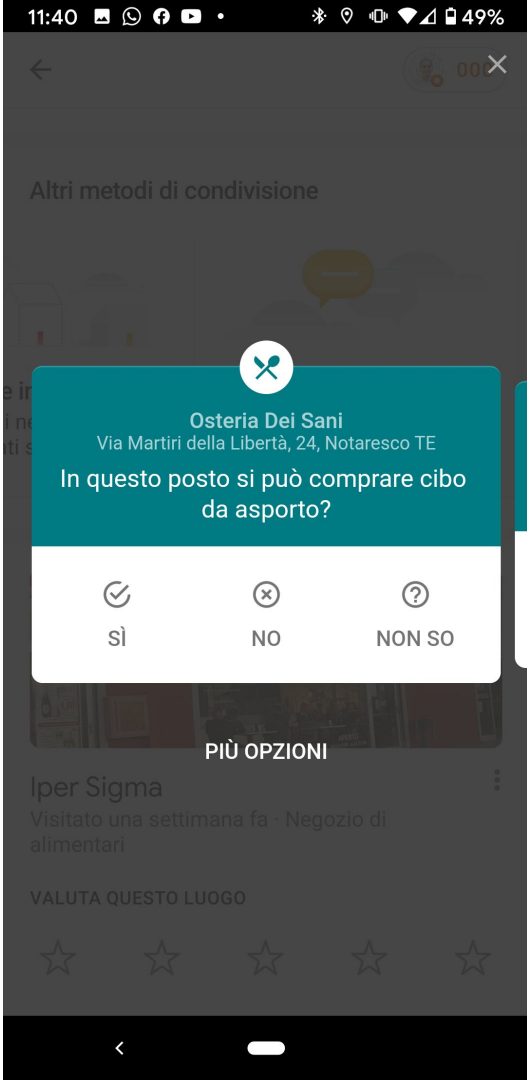 11:40
49%
000
Altri metodi di condivisione
Osteria Dei Sani
Via Martiri della Libertà, 24, Notaresco TE
In questo posto si può comprare cibo
da asporto?
SÌ
NO
NON SO
PIÙ OPZIONI
Iper Sigma
Visitato una settimana fa · Negozio di
alimentari
VALUTA QUESTO LUOGO